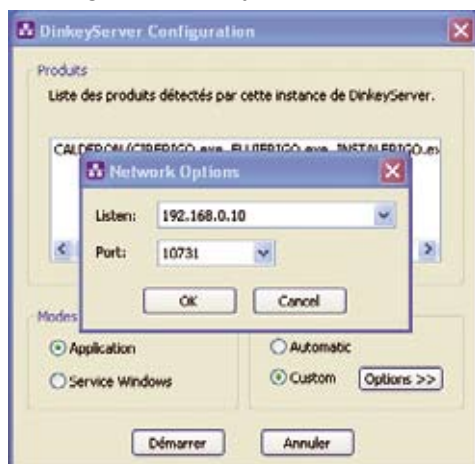 DinkeyServer Configuration
Produits
Liste des produits détectés par cette instance de DinkeyServer.
Network Options
Listen: 192.168.0.10
Port: 10731
OK Cancel
Modes
Application
Automatic
Service Windows
Custom Options >>
Démarrer Annuler